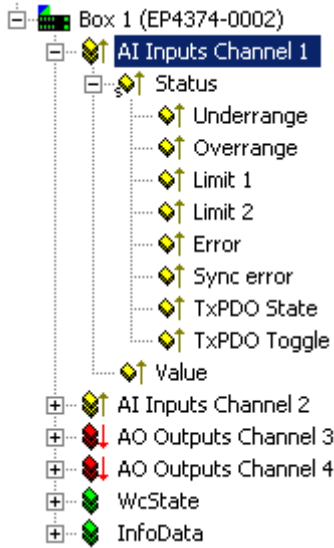 Box 1 (EP4374-0002)
AI Inputs Channel 1
Status
Underrange
Overrange
Limit 1
Limit 2
Error
Sync error
TxPDO State
TxPDO Toggle
Value
AI Inputs Channel 2
AO Outputs Channel 3
AO Outputs Channel 4
WcState
InfoData